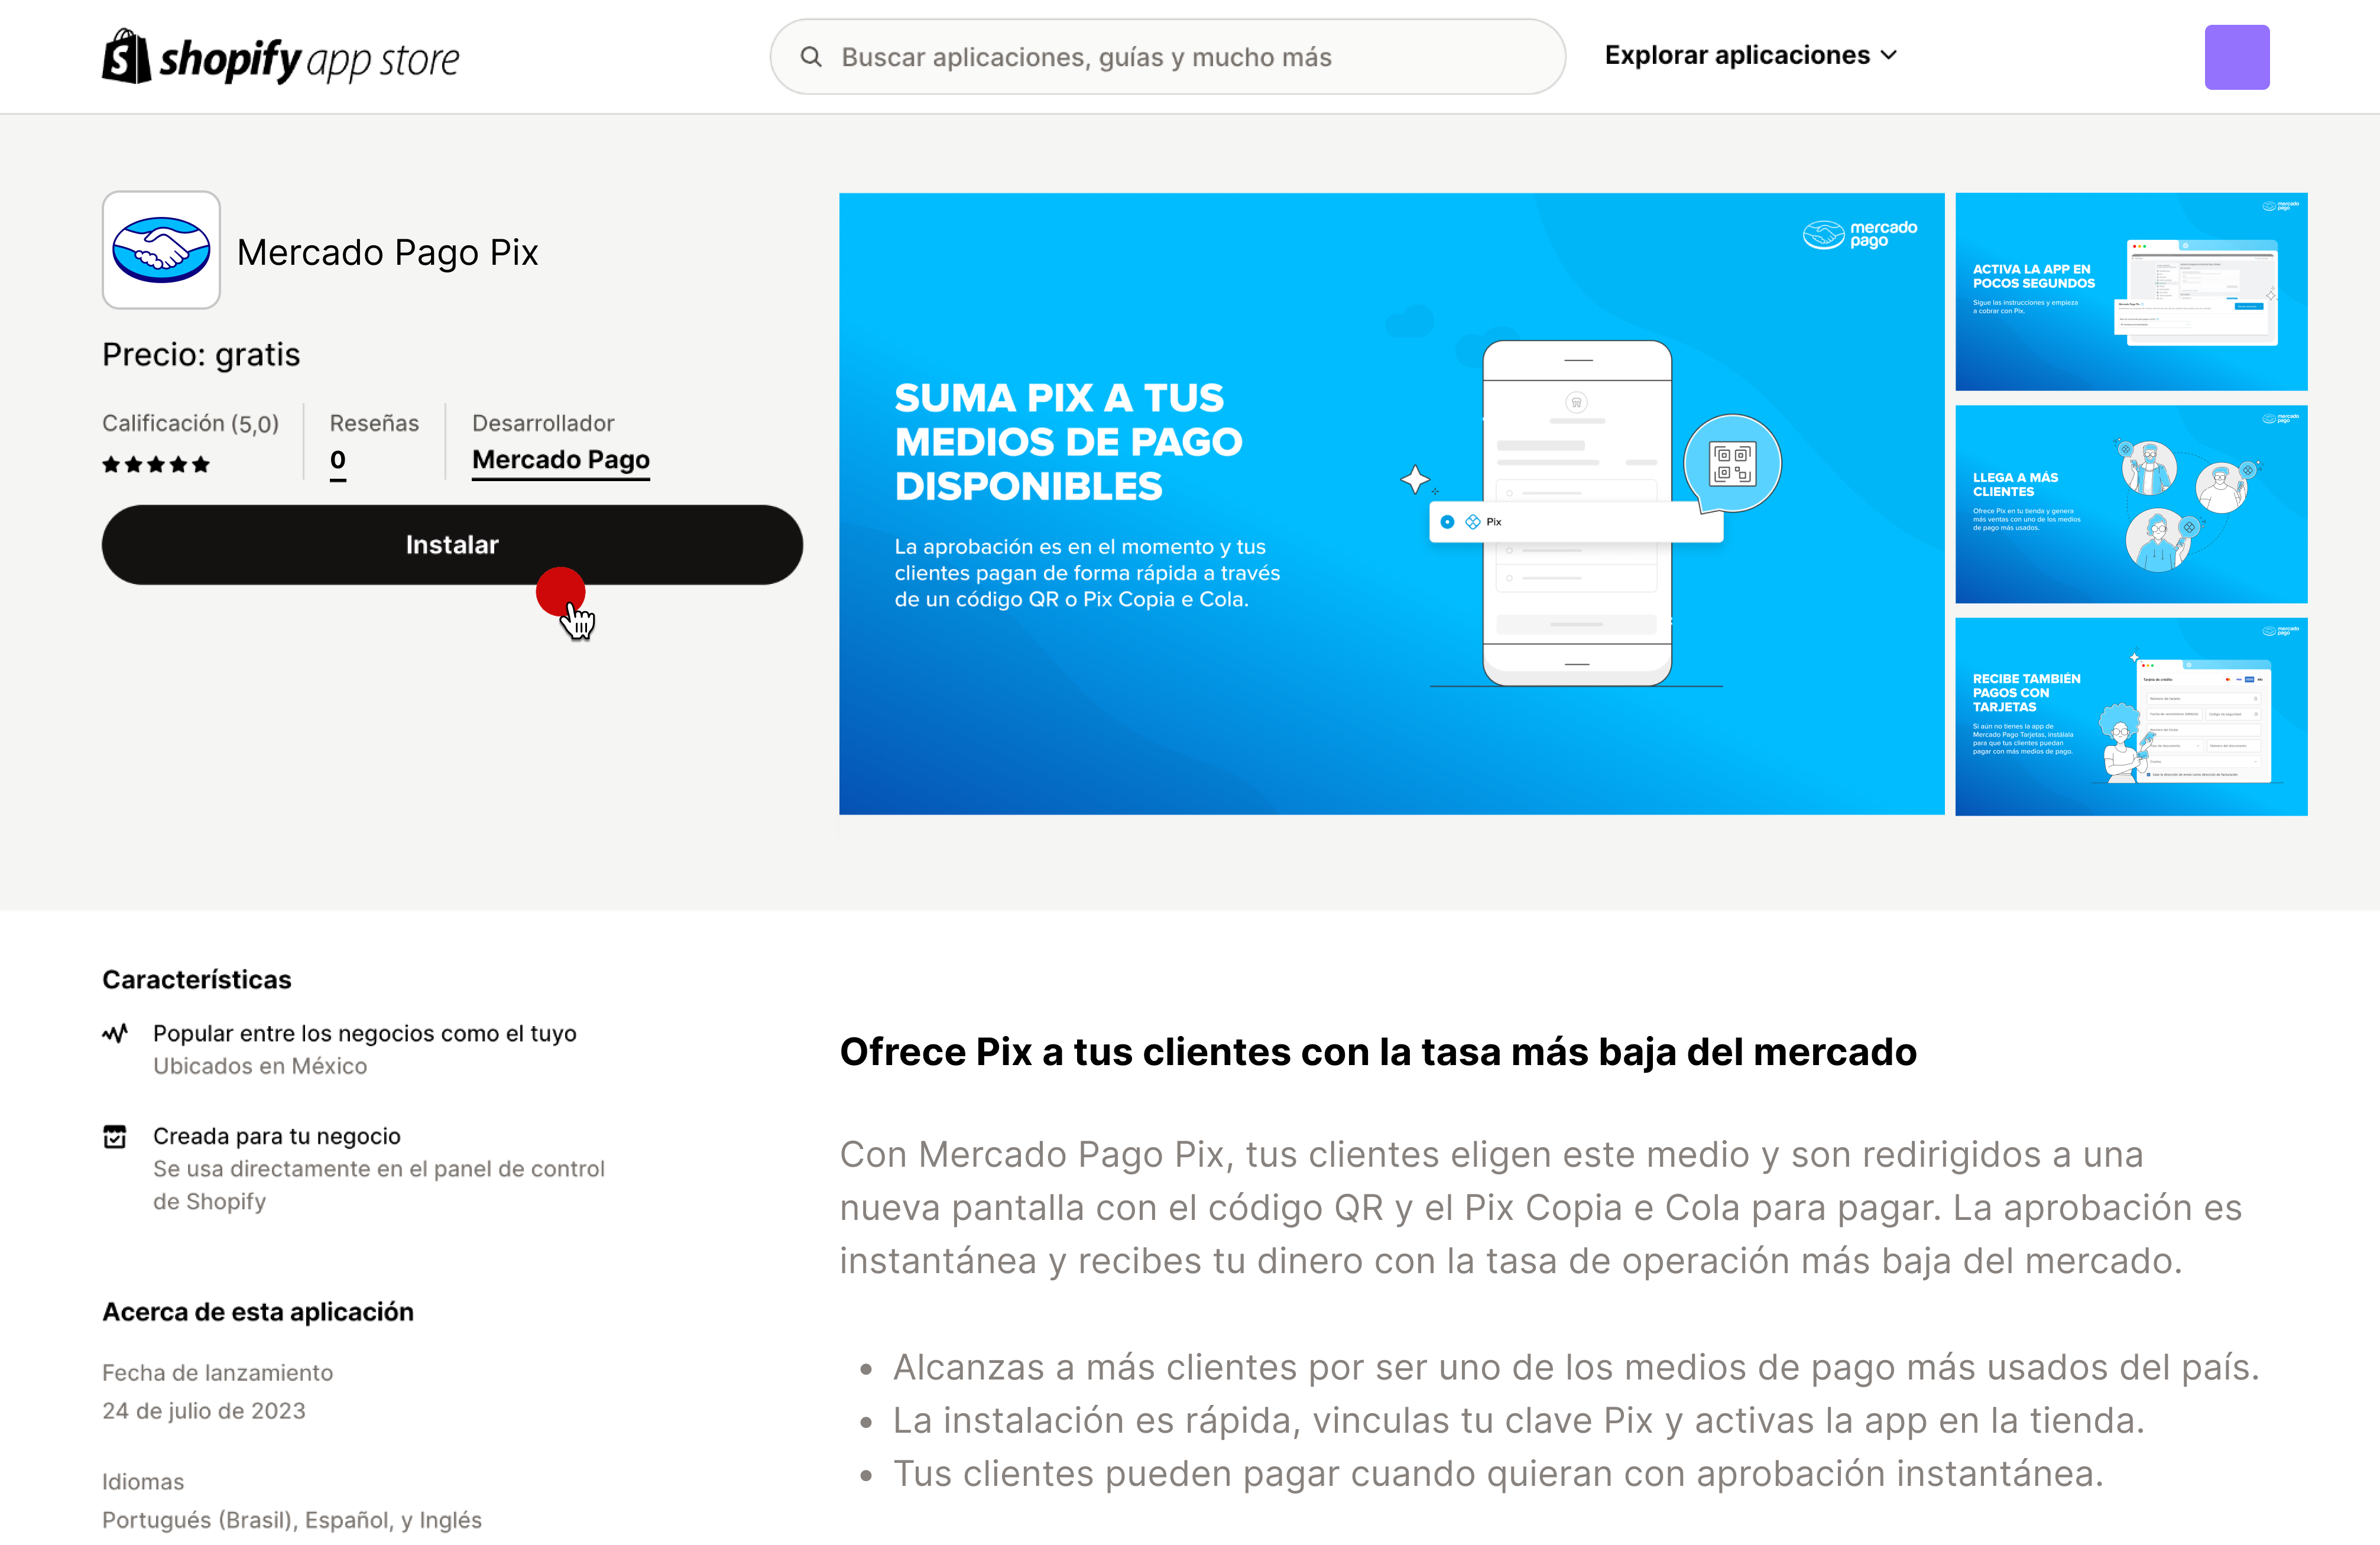 shopify app store
Buscar aplicaciones, guías y mucho más
Explorar aplicaciones
Mercado Pago Pix
Precio: gratis
Calificación (5,0)
Reseñas
0
Desarrollador
Mercado Pago
Instalar
mercado
pago
SUMA PIX A TUS
MEDIOS DE PAGO
DISPONIBLES
La aprobación es en el momento y tus
clientes pagan de forma rápida a través
de un código QR o Pix Copia e Cola.
Pix
mercado
pago
ACTIVA LA APP EN
POCOS SEGUNDOS
Sigue las instrucciones y empieza
a cobrar con Pix.
mercado
pago
LLEGA A MÁS
CLIENTES
Ofrece Pix en tu tienda y genera
más ventas con uno de los medios
de pago más usados.
mercado
pago
RECIBE TAMBIÉN
PAGOS CON
TARJETAS
Si aún no tienes la app de
Mercado Pago Tarjetas, instálala
para que tus clientes puedan
pagar con más medios de pago.
Tarjeta de crédito
Características
Popular entre los negocios como el tuyo
Ubicados en México
Creada para tu negocio
Se usa directamente en el panel de control
de Shopify
Acerca de esta aplicación
Fecha de lanzamiento
24 de julio de 2023
Idiomas
Portugués (Brasil), Español, y Inglés
Ofrece Pix a tus clientes con la tasa más baja del mercado
Con Mercado Pago Pix, tus clientes eligen este medio y son redirigidos a una
nueva pantalla con el código QR y el Pix Copia e Cola para pagar. La aprobación es
instantánea y recibes tu dinero con la tasa de operación más baja del mercado.
• Alcanzas a más clientes por ser uno de los medios de pago más usados del país.
• La instalación es rápida, vinculas tu clave Pix y activas la app en la tienda.
• Tus clientes pueden pagar cuando quieran con aprobación instantánea.